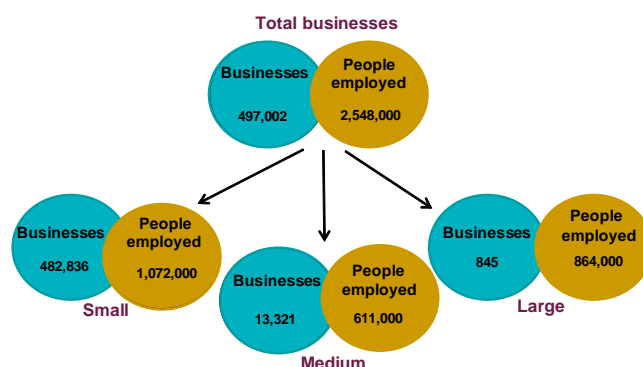 Total businesses
Businesses
497,002
People
employed
2,548,000
Businesses
482,836
People
employed
1,072,000
Small
Businesses
13,321
People
employed
611,000
Medium
Businesses
845
People
employed
864,000
Large